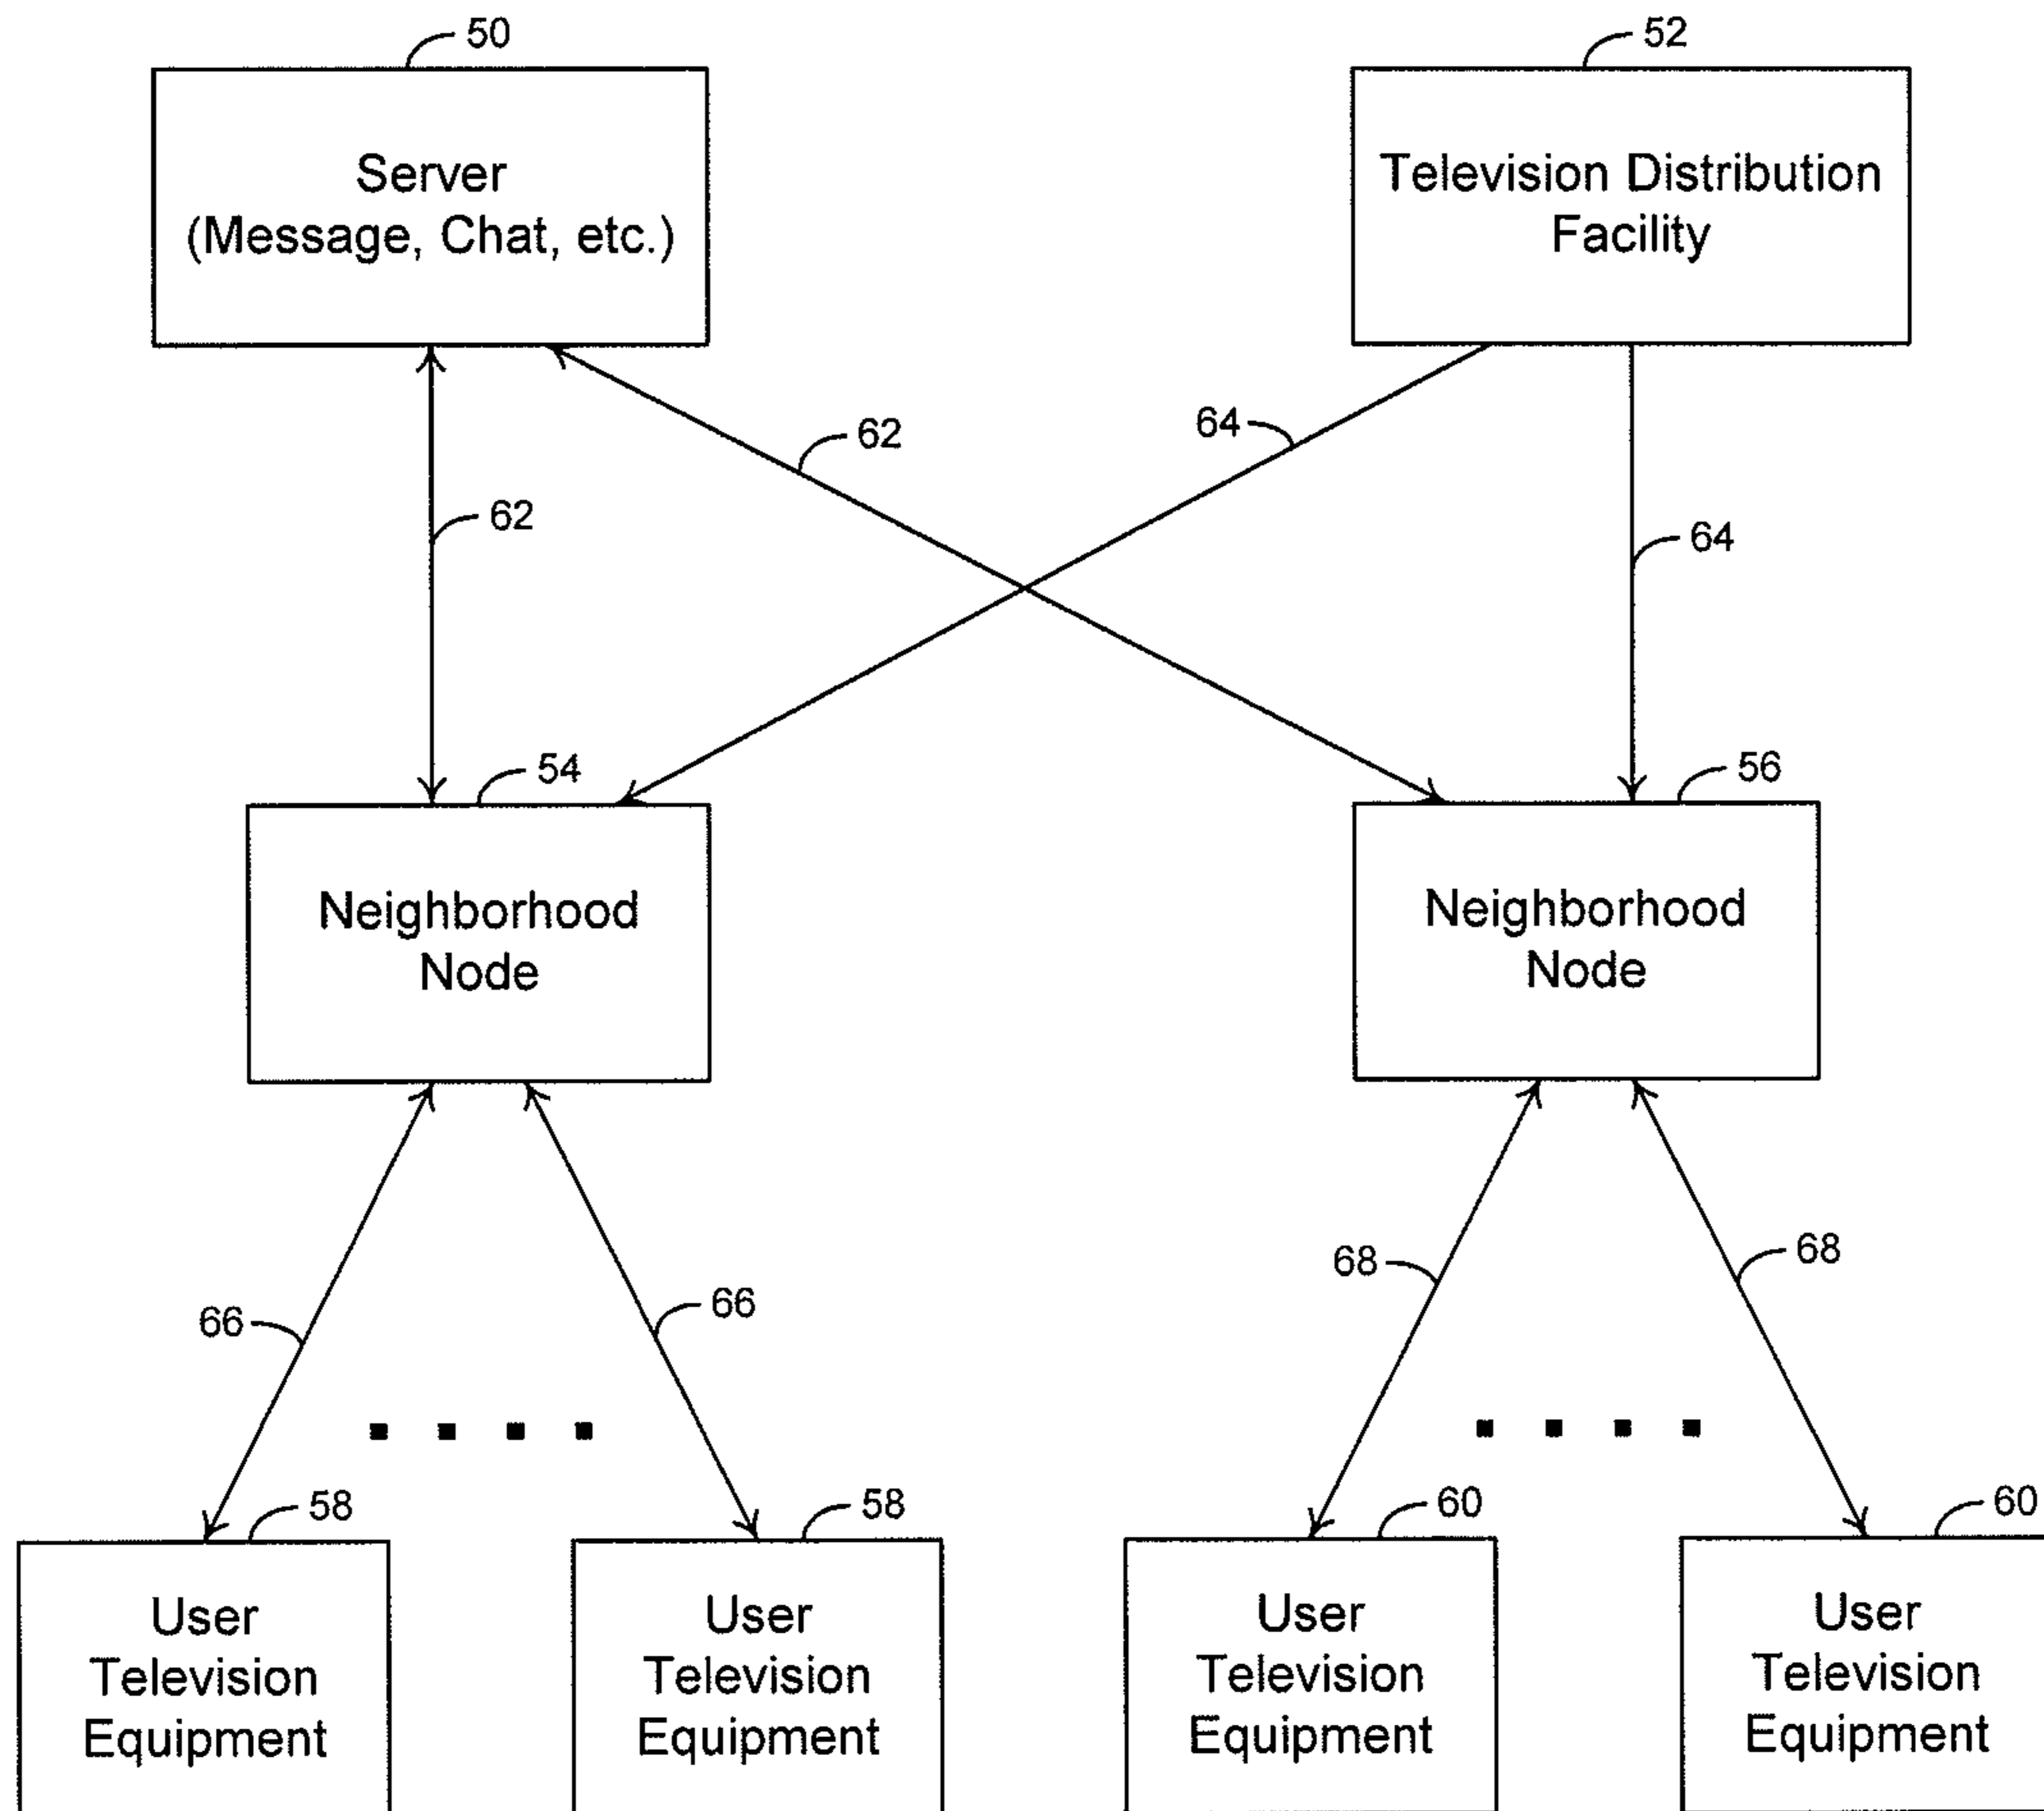 50
52
Server
(Message, Chat, etc.)
Television Distribution
Facility
62
64
62
64
54
56
Neighborhood
Node
Neighborhood
Node
66
66
68
68
58
58
60
60
User
Television
Equipment
User
Television
Equipment
User
Television
Equipment
User
Television
Equipment